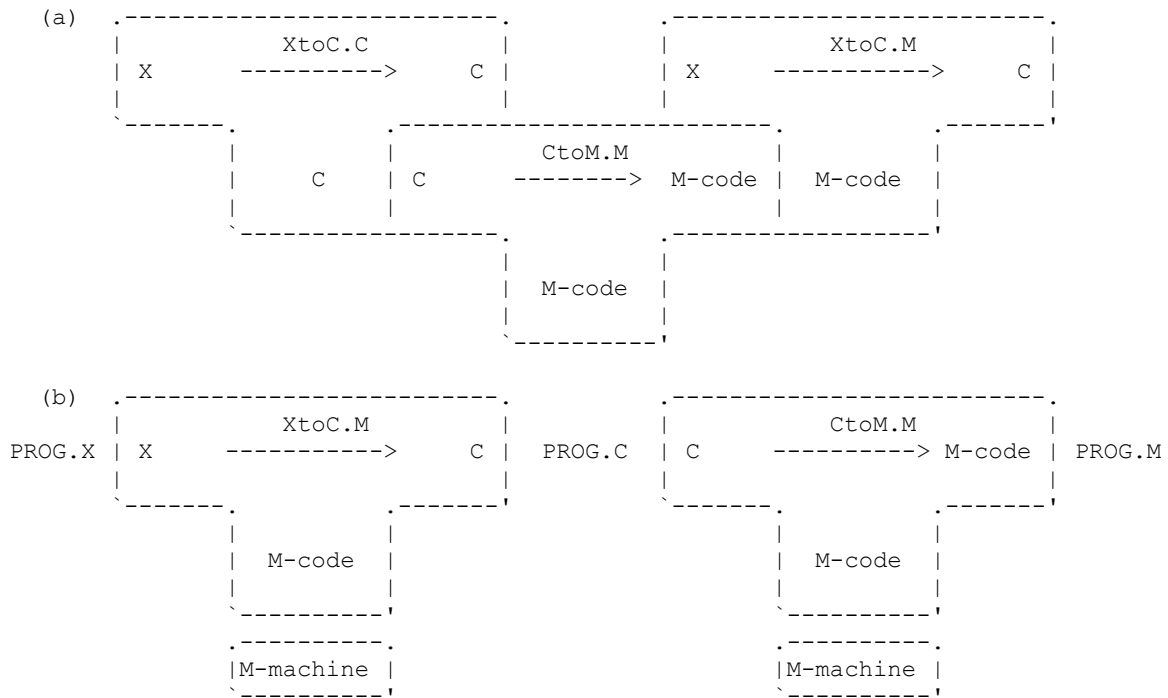 (a)
XtoC.C XtoC.M
X ----------> C X -----------> C
CtoM.M
C C --------> M-code M-code
M-code
(b)
XtoC.M CtoM.M
PROG.X X -----------> C PROG.C C -----------> M-code PROG.M
M-code M-code
M-machine M-machine